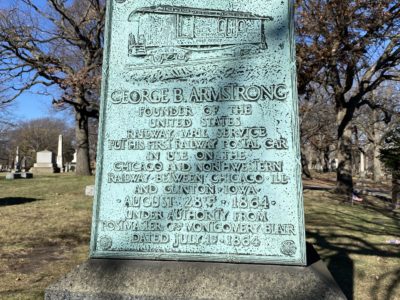 GEORGE B. ARMSTRONG
FOUNDER OF THE
UNITED STATES
RAILWAY MAIL SERVICE
PUT HIS FIRST RAILWAY POSTAL CAR
IN USE ON THE
CHICAGO AND NORTHWESTERN
RAILWAY BETWEEN CHICAGO ILL
AND CLINTON IOWA
AUGUST 28TH 1864
UNDER AUTHORITY FROM
POSTMASTER GEN'L MONTGOMERY BLAIR
DATED JULY 1ST 1864